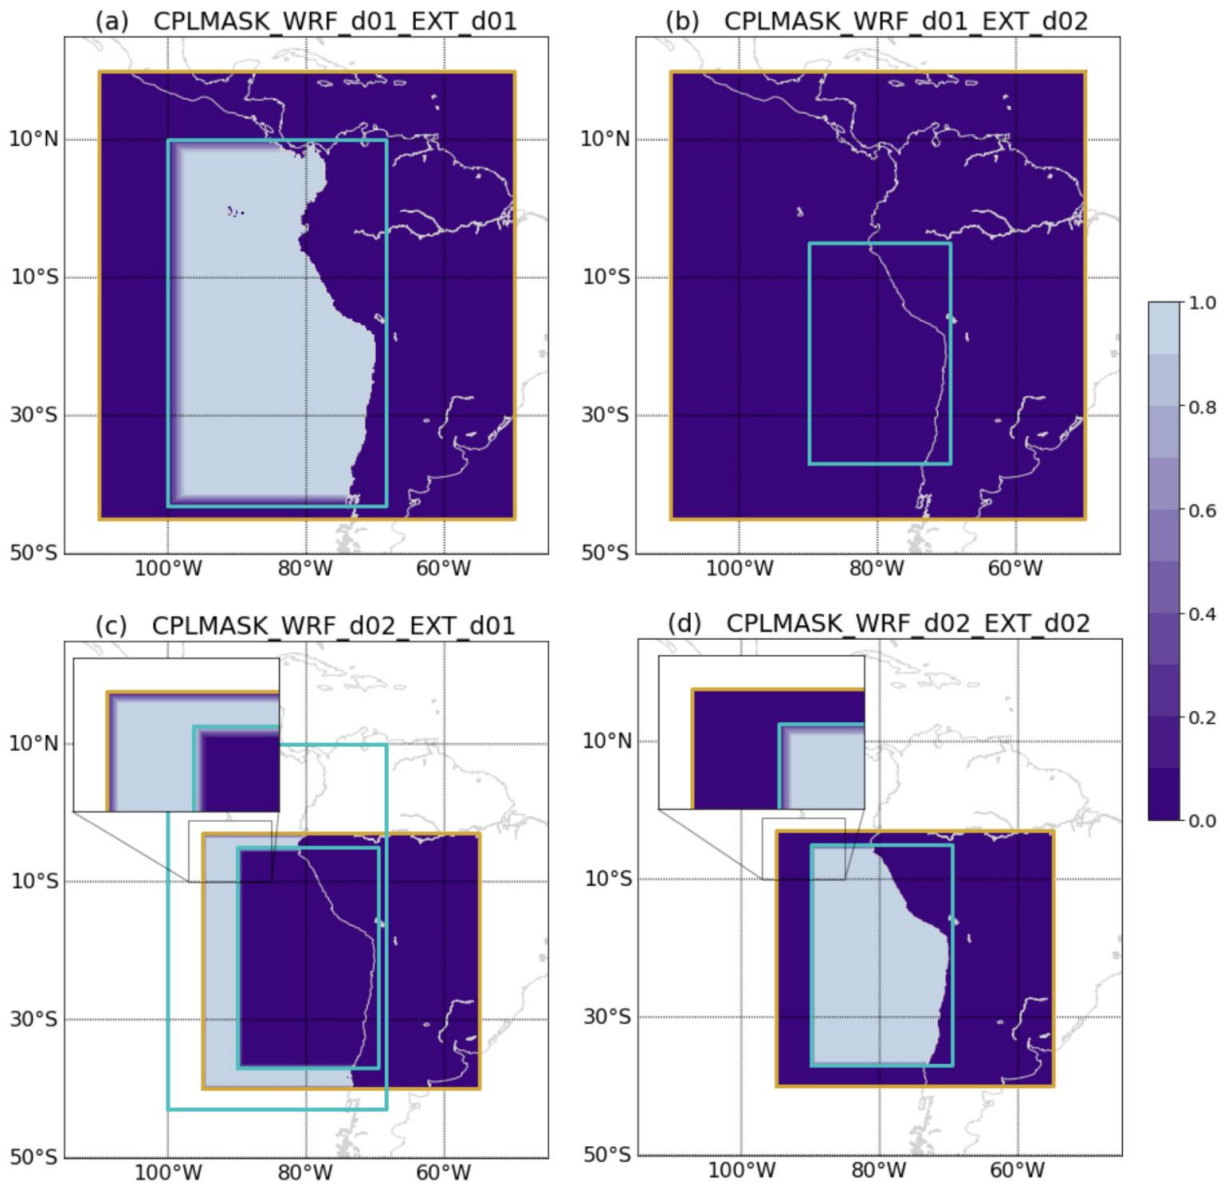 (a) CPLMASK_WRF_d01_EXT_d01
(b) CPLMASK_WRF_d01_EXT_d02
10°N
10°S
30°S
50°S
100°W 80°W 60°W
10°N
10°S
30°S
50°S
100°W 80°W 60°W
1.0
0.8
0.6
0.4
0.2
0.0
(c) CPLMASK_WRF_d02_EXT_d01
(d) CPLMASK_WRF_d02_EXT_d02
10°N
10°S
30°S
50°S
100°W 80°W 60°W
10°N
10°S
30°S
50°S
100°W 80°W 60°W